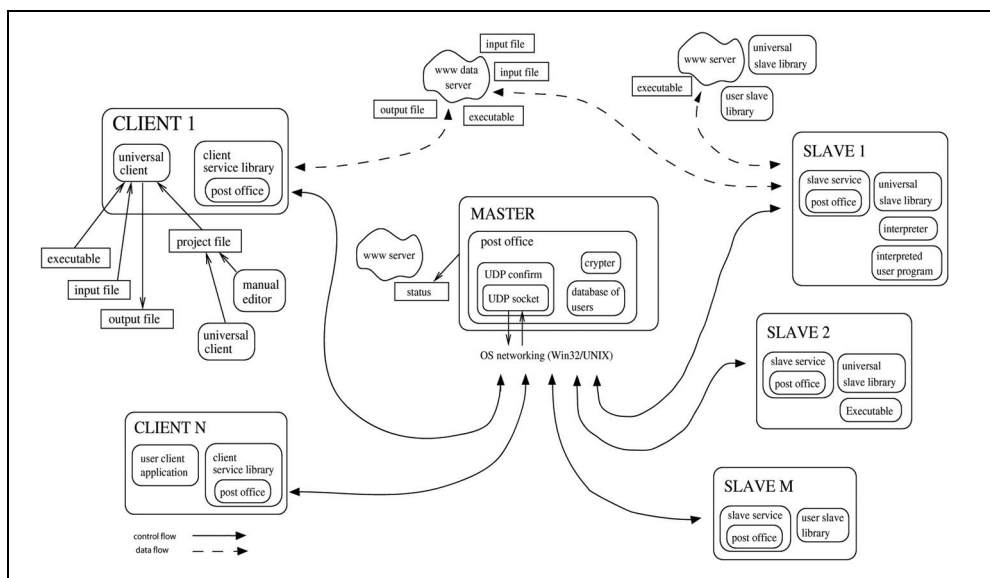 input file
www data
server
input file
output file
executable
www server
universal
slave library
executable
user slave
library
CLIENT 1
universal
client
client
service library
post office
executable
input file
output file
project file
manual
editor
universal
client
www server
status
MASTER
post office
UDP confirm
UDP socket
crypter
database of
users
OS networking (Win32/UNIX)
SLAVE 1
slave service
post office
universal
slave library
interpreter
interpreted
user program
SLAVE 2
slave service
post office
universal
slave library
Executable
CLIENT N
user client
application
client
service library
post office
SLAVE M
slave service
post office
user slave
library
control flow
data flow